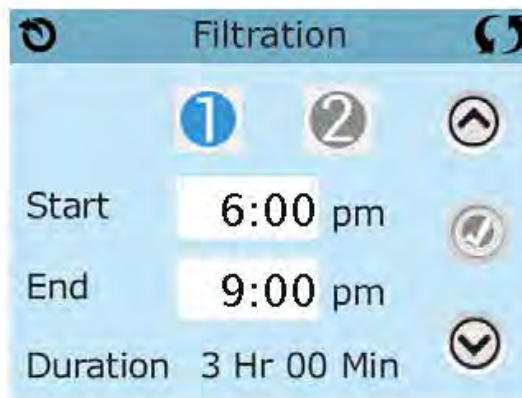 Filtration
1 2
Start 6:00 pm
End 9:00 pm
Duration 3 Hr 00 Min